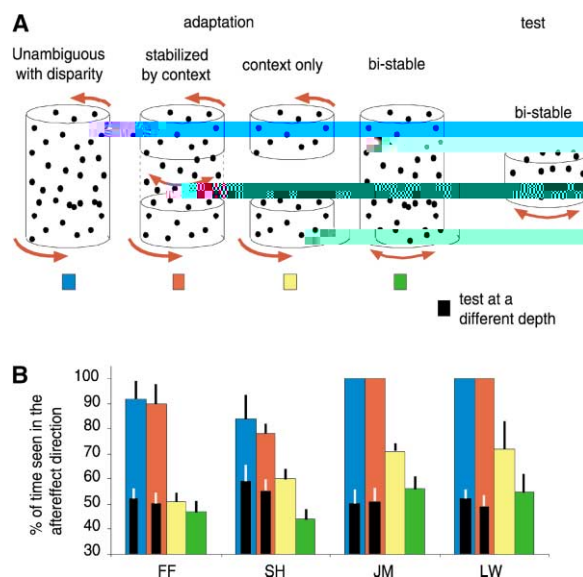 A
adaptation
test
Unambiguous
with disparity
stabilized
by context
context only
bi-stable
bi-stable
test at a
different depth
B
% of time seen in the
aftereffect direction
100
90
80
70
60
50
40
30
FF
SH
JM
LW